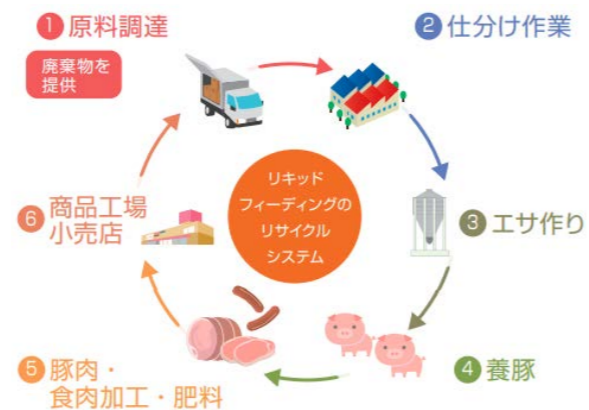 ❶原料調達
廃棄物を
提供
❷仕分け作業
❸エサ作り
❹養豚
❺豚肉・
食肉加工・肥料
❻商品工場
小売店
リキッド
フィーディングの
リサイクル
システム